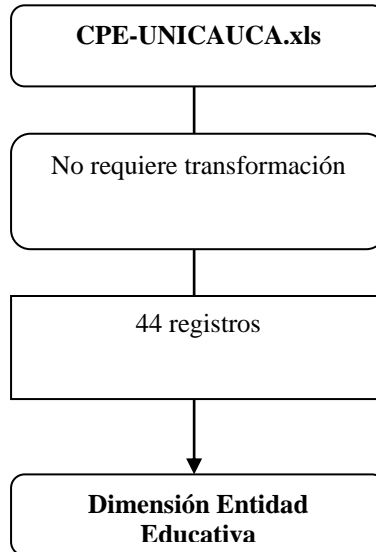 CPE-UNICAUCA.xls
No requiere transformación
44 registros
Dimensión Entidad
Educativa